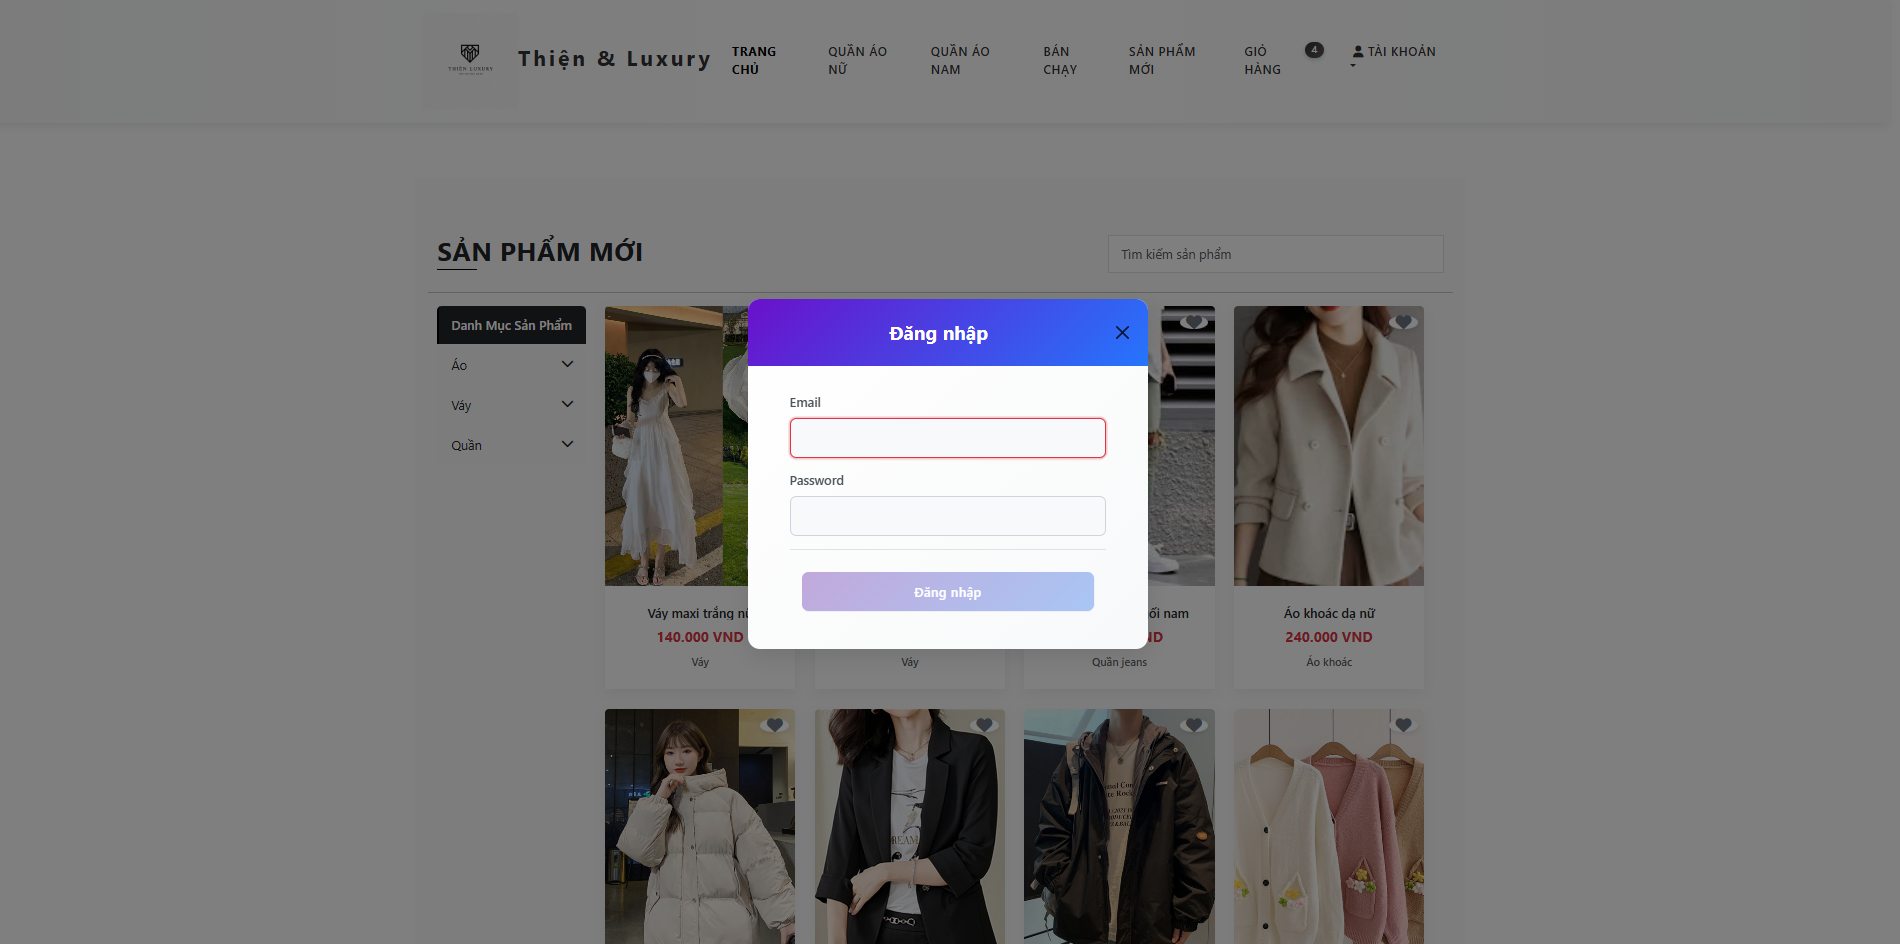 THIỆN LUXURY
Thiện & Luxury
TRANG CHỦ
QUẦN ÁO NỮ
QUẦN ÁO NAM
BÁN CHẠY
SẢN PHẨM MỚI
GIỎ HÀNG
4
TÀI KHOẢN
SẢN PHẨM MỚI
Tìm kiếm sản phẩm
Danh Mục Sản Phẩm
Áo
Váy
Quần
Đăng nhập
Email
Password
Đăng nhập
Váy maxi trắng
140.000 VND
Váy
Váy
ối nam
ND
Quần jeans
Áo khoác dạ nữ
240.000 VND
Áo khoác